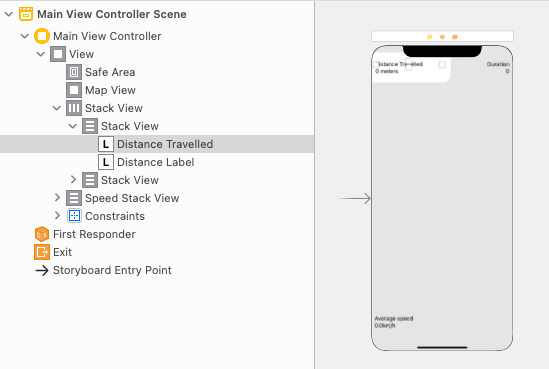 Main View Controller Scene
Main View Controller
View
Safe Area
Map View
Stack View
Stack View
L Distance Travelled
L Distance Label
Stack View
Speed Stack View
Constraints
First Responder
Exit
Storyboard Entry Point
Distance Travelled
0 meters
Duration
0
Average speed
0.0km/h